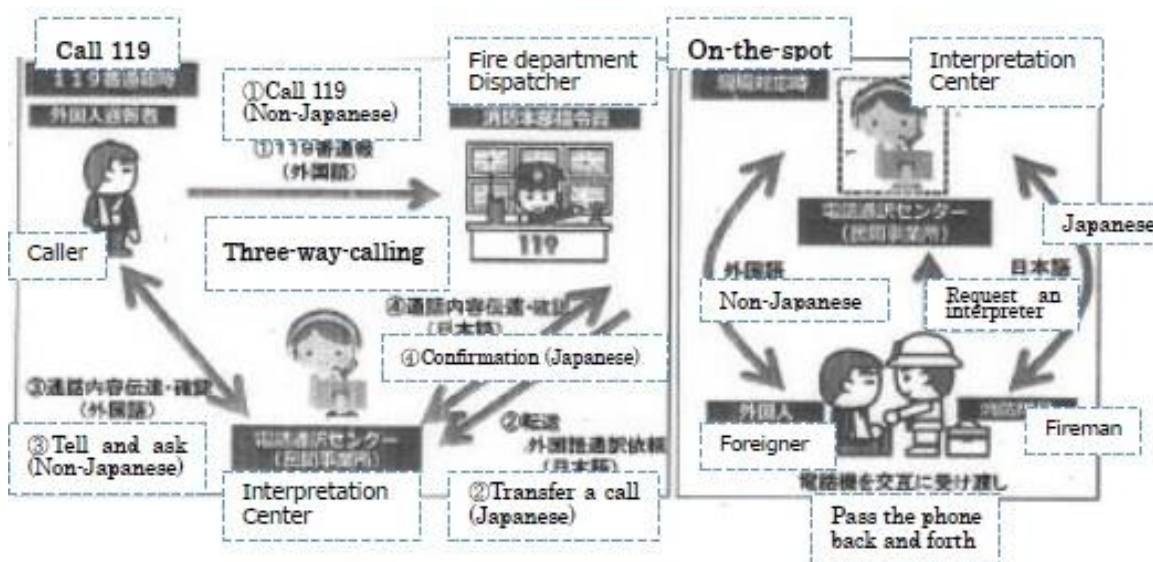 Call 119
119番通報時
外国人通報者
①Call 119
(Non-Japanese)
①119番通報
(外国語)
Fire department
Dispatcher
消防本部指令員
119
Caller
Three-way-calling
④通話内容伝達・確認
(日本語)
④Confirmation (Japanese)
③通話内容伝達・確認
(外国語)
③Tell and ask
(Non-Japanese)
電話通訳センター
(民間事業所)
Interpretation
Center
②転送
外国語通訳依頼
(日本語)
②Transfer a call
(Japanese)
On-the-spot
Interpretation
Center
電話通訳センター
(民間事業所)
外国語
Non-Japanese
日本語
Japanese
Request an
interpreter
外国人
Foreigner
Fireman
電話機を交互に受け渡し
Pass the phone
back and forth